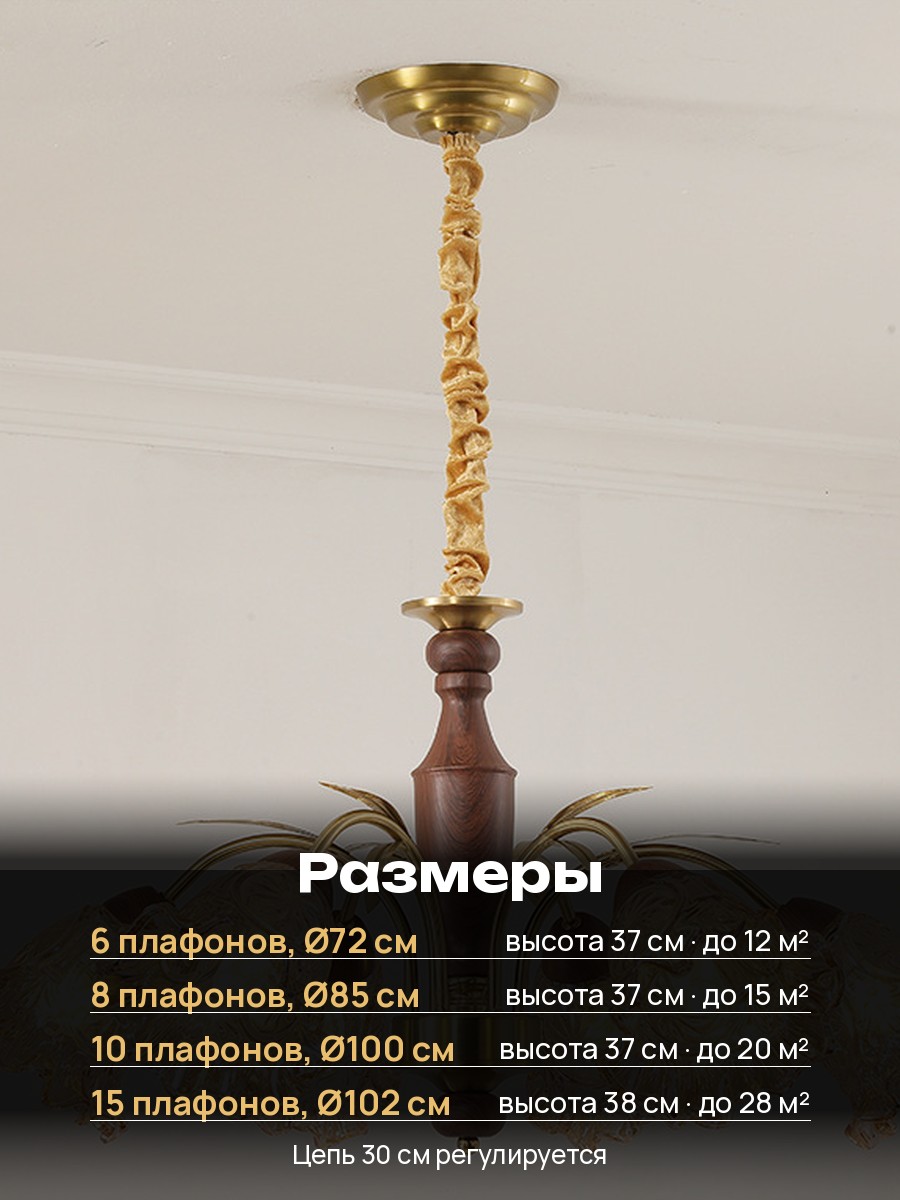 Размеры
6 плафонов, Ø72 см высота 37 см · до 12 м²
8 плафонов, Ø85 см высота 37 см · до 15 м²
10 плафонов, Ø100 см высота 37 см · до 20 м²
15 плафонов, Ø102 см высота 38 см · до 28 м²
Цепь 30 см регулируется